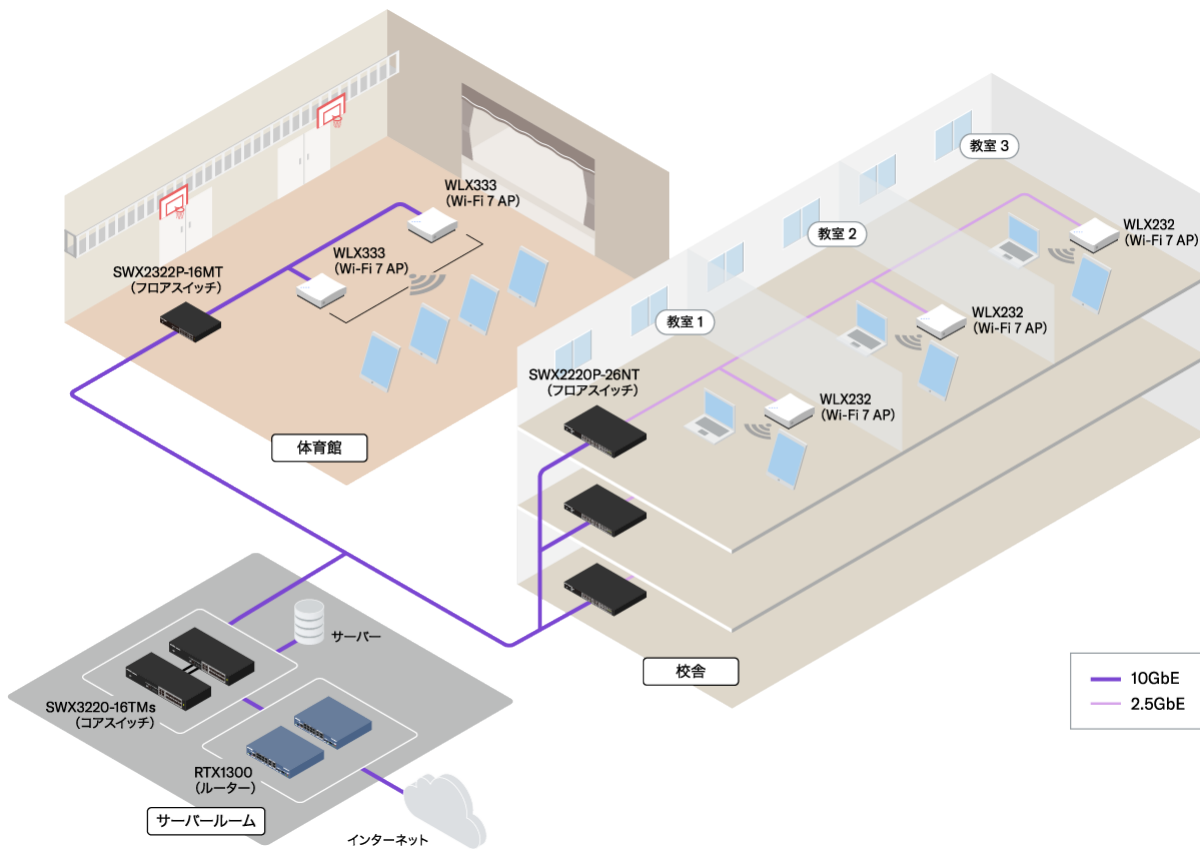 WLX333
(Wi-Fi 7 AP)
WLX333
(Wi-Fi 7 AP)
SWX2322P-16MT
(フロアスイッチ)
体育館
教室 3
教室 2
教室 1
WLX232
(Wi-Fi 7 AP)
WLX232
(Wi-Fi 7 AP)
WLX232
(Wi-Fi 7 AP)
SWX2220P-26NT
(フロアスイッチ)
校舎
サーバー
SWX3220-16TMs
(コアスイッチ)
RTX1300
(ルーター)
サーバールーム
インターネット
10GbE
2.5GbE